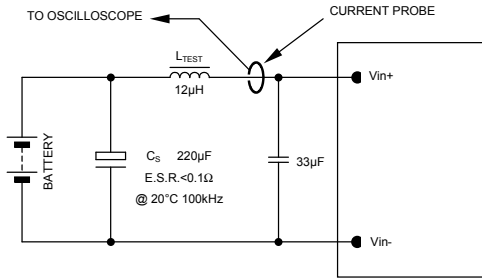 TO OSCILLOSCOPE
CURRENT PROBE
LTEST
12µH
Vin+
BATTERY
CS 220µF
E.S.R.<0.1Ω
@ 20°C 100kHz
33µF
Vin-